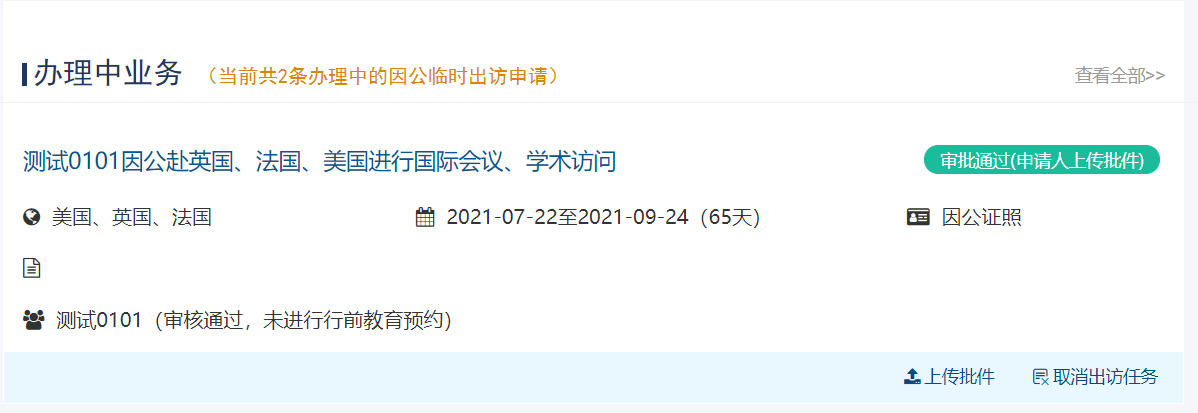 办理中业务 （当前共2条办理中的因公临时出访申请） 查看全部>>
测试0101因公赴英国、法国、美国进行国际会议、学术访问 审批通过(申请人上传批件)
美国、英国、法国 2021-07-22至2021-09-24（65天） 因公证照
测试0101（审核通过，未进行行前教育预约）
上传批件 取消出访任务